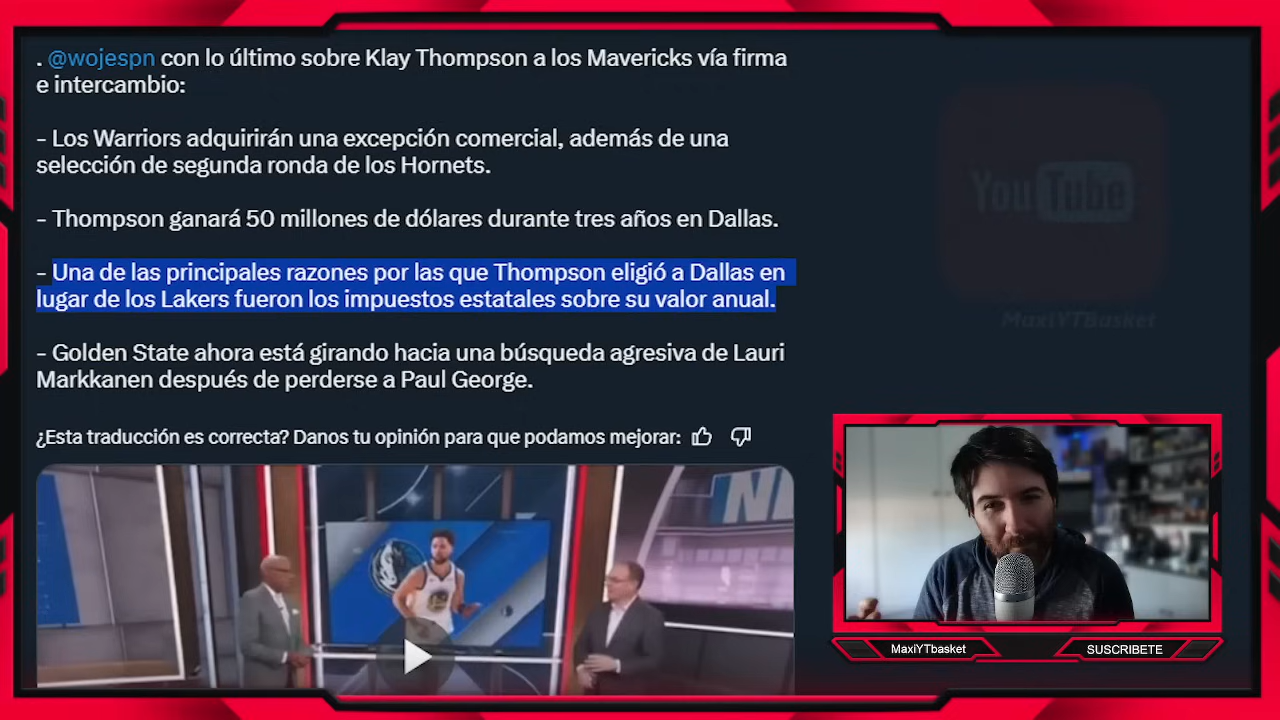 . @wojespn con lo último sobre Klay Thompson a los Mavericks vía firma
e intercambio:
- Los Warriors adquirirán una excepción comercial, además de una
selección de segunda ronda de los Hornets.
- Thompson ganará 50 millones de dólares durante tres años en Dallas.
- Una de las principales razones por las que Thompson eligió a Dallas en
lugar de los Lakers fueron los impuestos estatales sobre su valor anual.
- Golden State ahora está girando hacia una búsqueda agresiva de Lauri
Markkanen después de perderse a Paul George.
¿Esta traducción es correcta? Danos tu opinión para que podamos mejorar:
YouTube
MaxiYTBasket
MaxiYTbasket
SUSCRIBETE